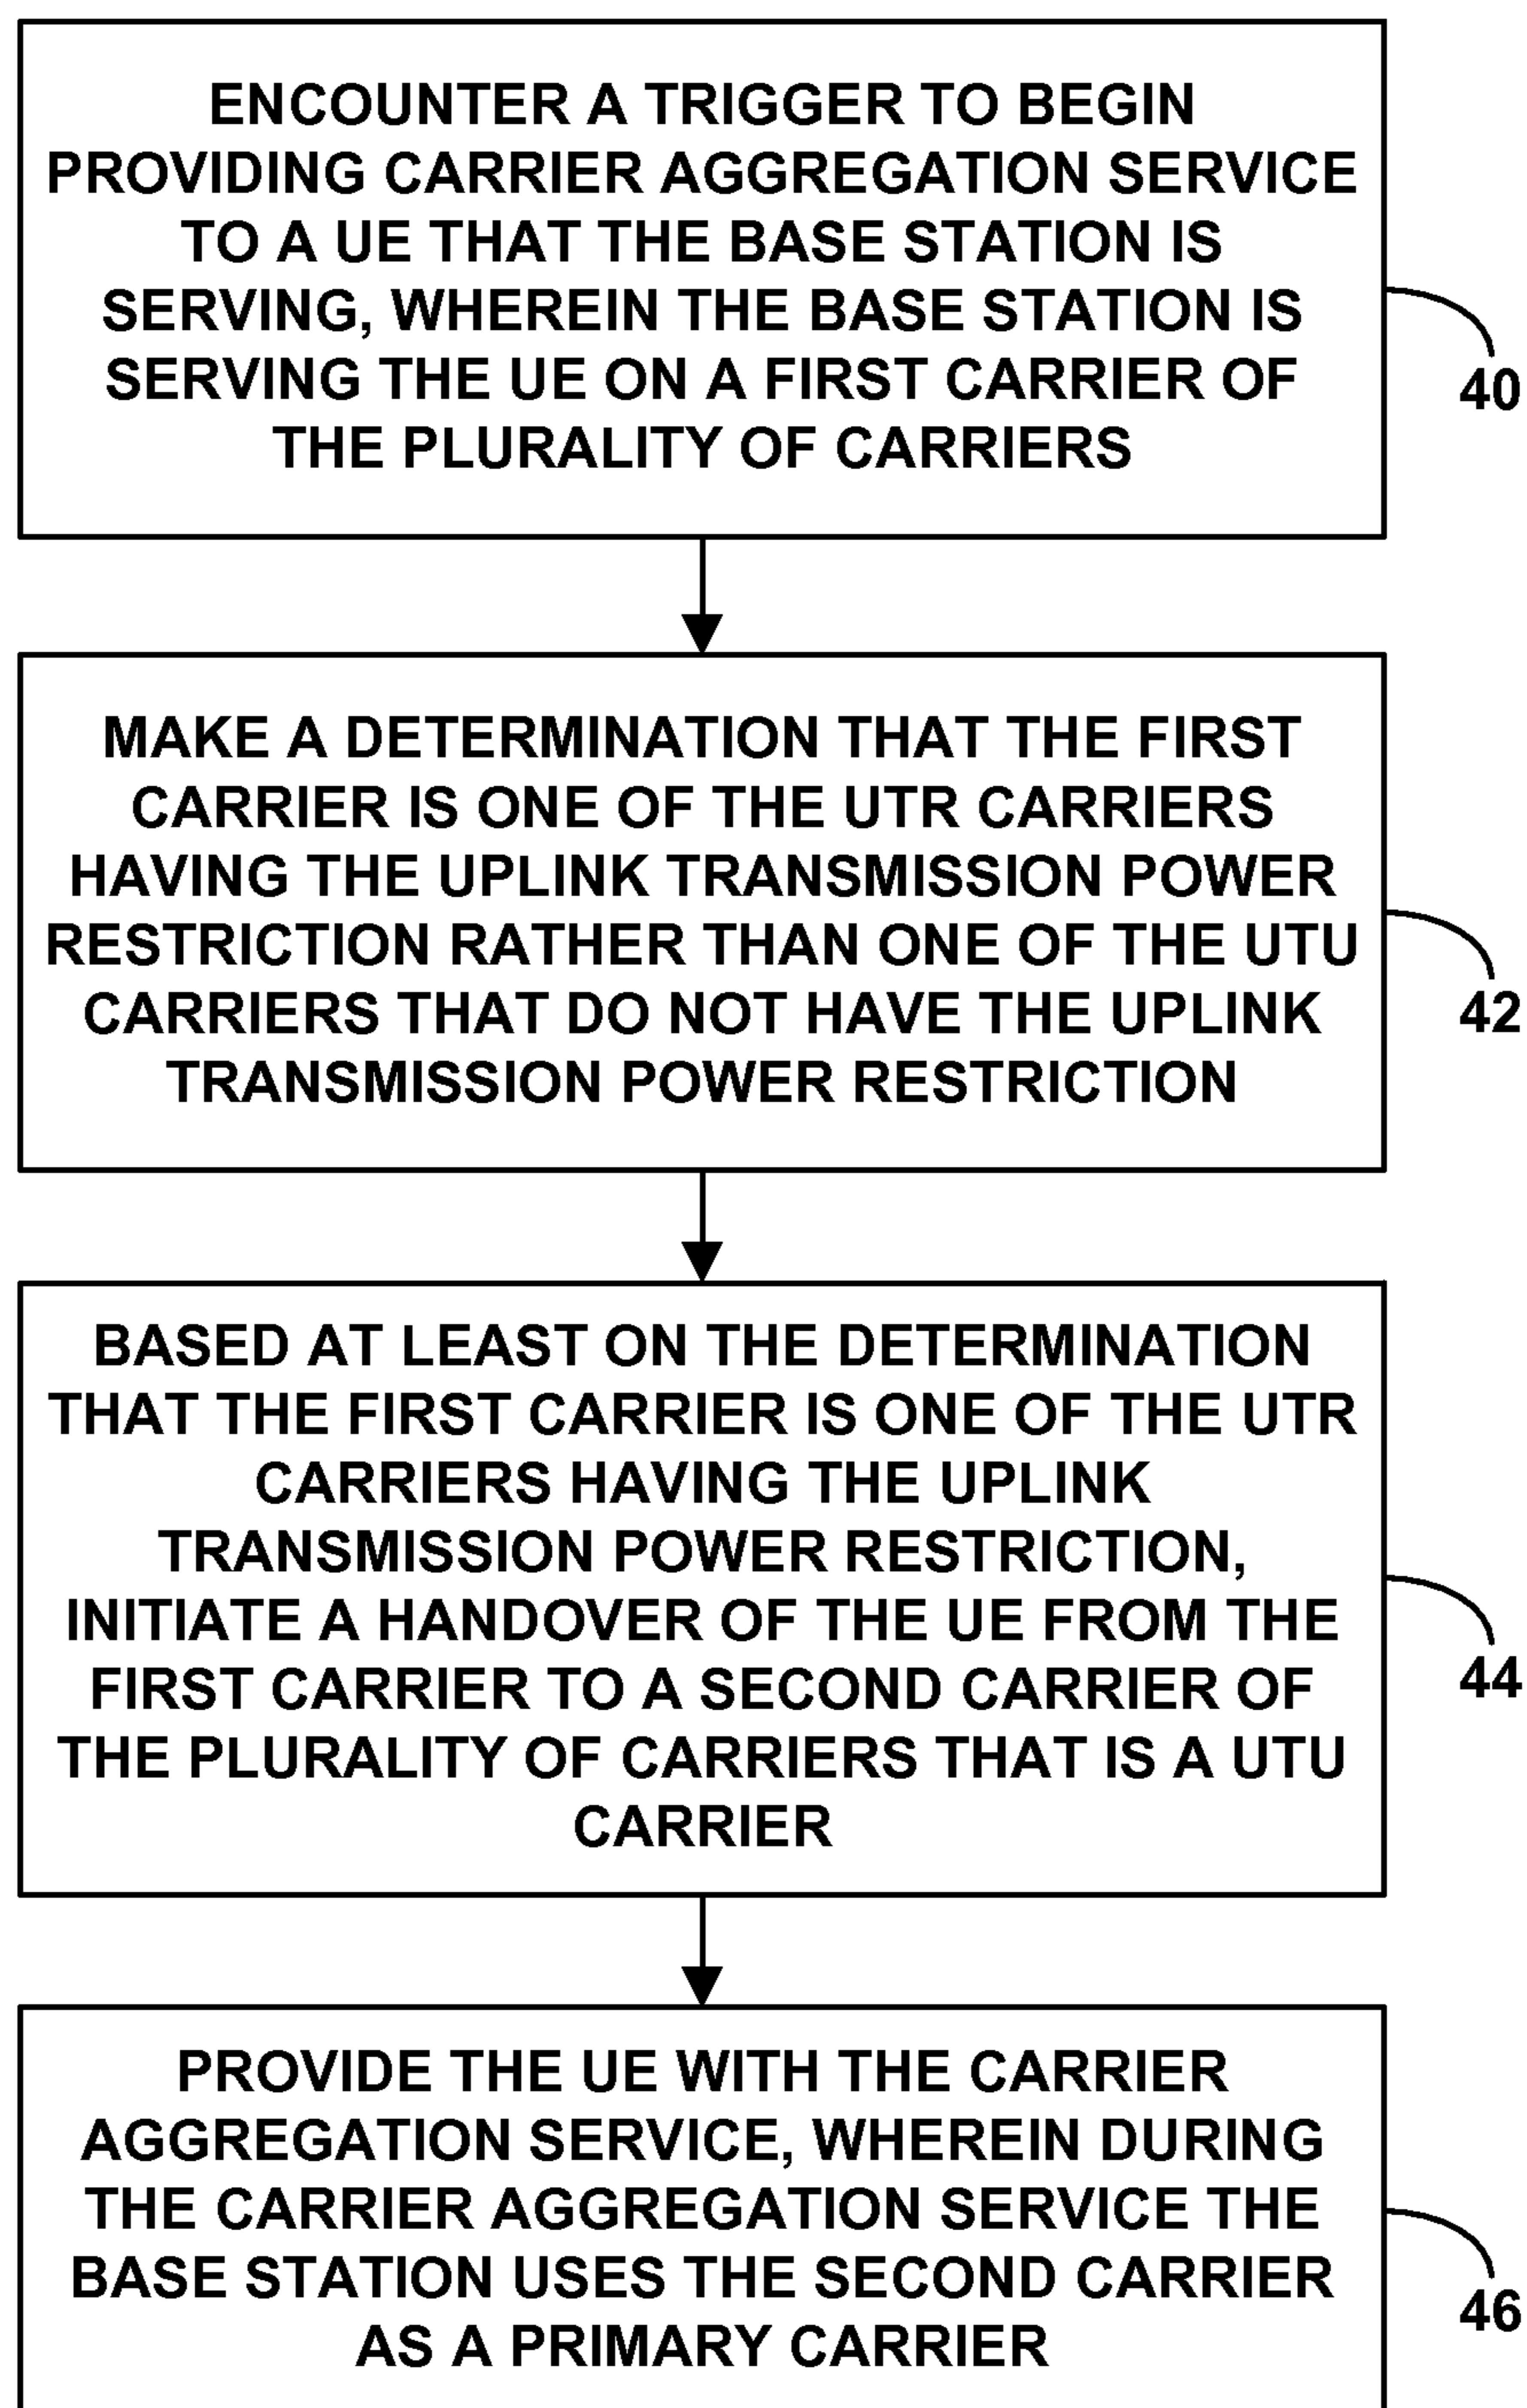 ENCOUNTER A TRIGGER TO BEGIN
PROVIDING CARRIER AGGREGATION SERVICE
TO A UE THAT THE BASE STATION IS
SERVING, WHEREIN THE BASE STATION IS
SERVING THE UE ON A FIRST CARRIER OF
THE PLURALITY OF CARRIERS
40
MAKE A DETERMINATION THAT THE FIRST
CARRIER IS ONE OF THE UTR CARRIERS
HAVING THE UPLINK TRANSMISSION POWER
RESTRICTION RATHER THAN ONE OF THE UTU
CARRIERS THAT DO NOT HAVE THE UPLINK
TRANSMISSION POWER RESTRICTION
42
BASED AT LEAST ON THE DETERMINATION
THAT THE FIRST CARRIER IS ONE OF THE UTR
CARRIERS HAVING THE UPLINK
TRANSMISSION POWER RESTRICTION,
INITIATE A HANDOVER OF THE UE FROM THE
FIRST CARRIER TO A SECOND CARRIER OF
THE PLURALITY OF CARRIERS THAT IS A UTU
CARRIER
44
PROVIDE THE UE WITH THE CARRIER
AGGREGATION SERVICE, WHEREIN DURING
THE CARRIER AGGREGATION SERVICE THE
BASE STATION USES THE SECOND CARRIER
AS A PRIMARY CARRIER
46